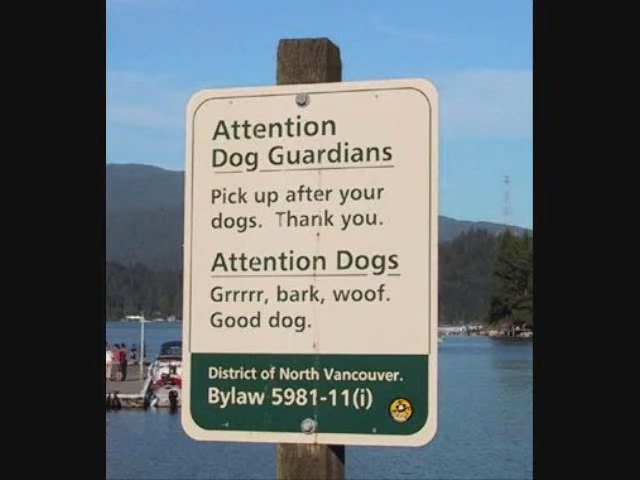 Attention
Dog Guardians
Pick up after your
dogs. Thank you.
Attention Dogs
Grrrrr, bark, woof.
Good dog.
District of North Vancouver.
Bylaw 5981-11(i)